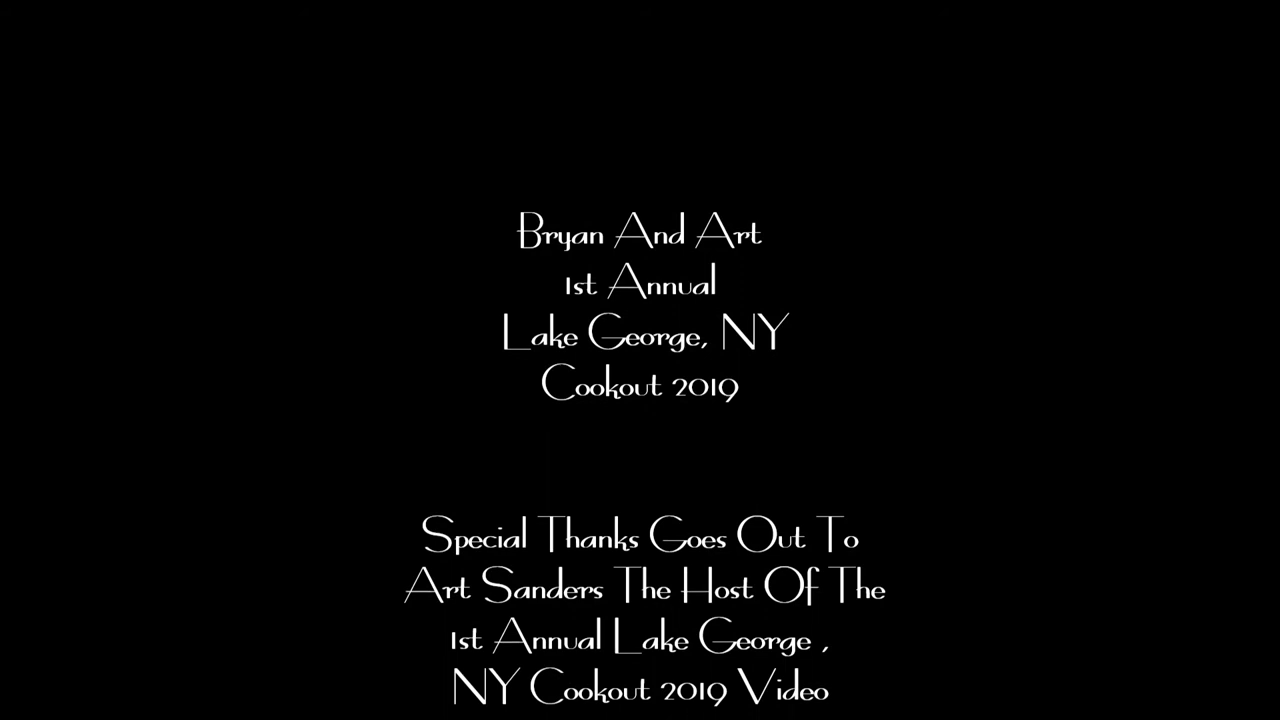 Bryan And Art
1st Annual
Lake George, NY
Cookout 2019
Special Thanks Goes Out To
Art Sanders The Host Of The
1st Annual Lake George ,
NY Cookout 2019 Video